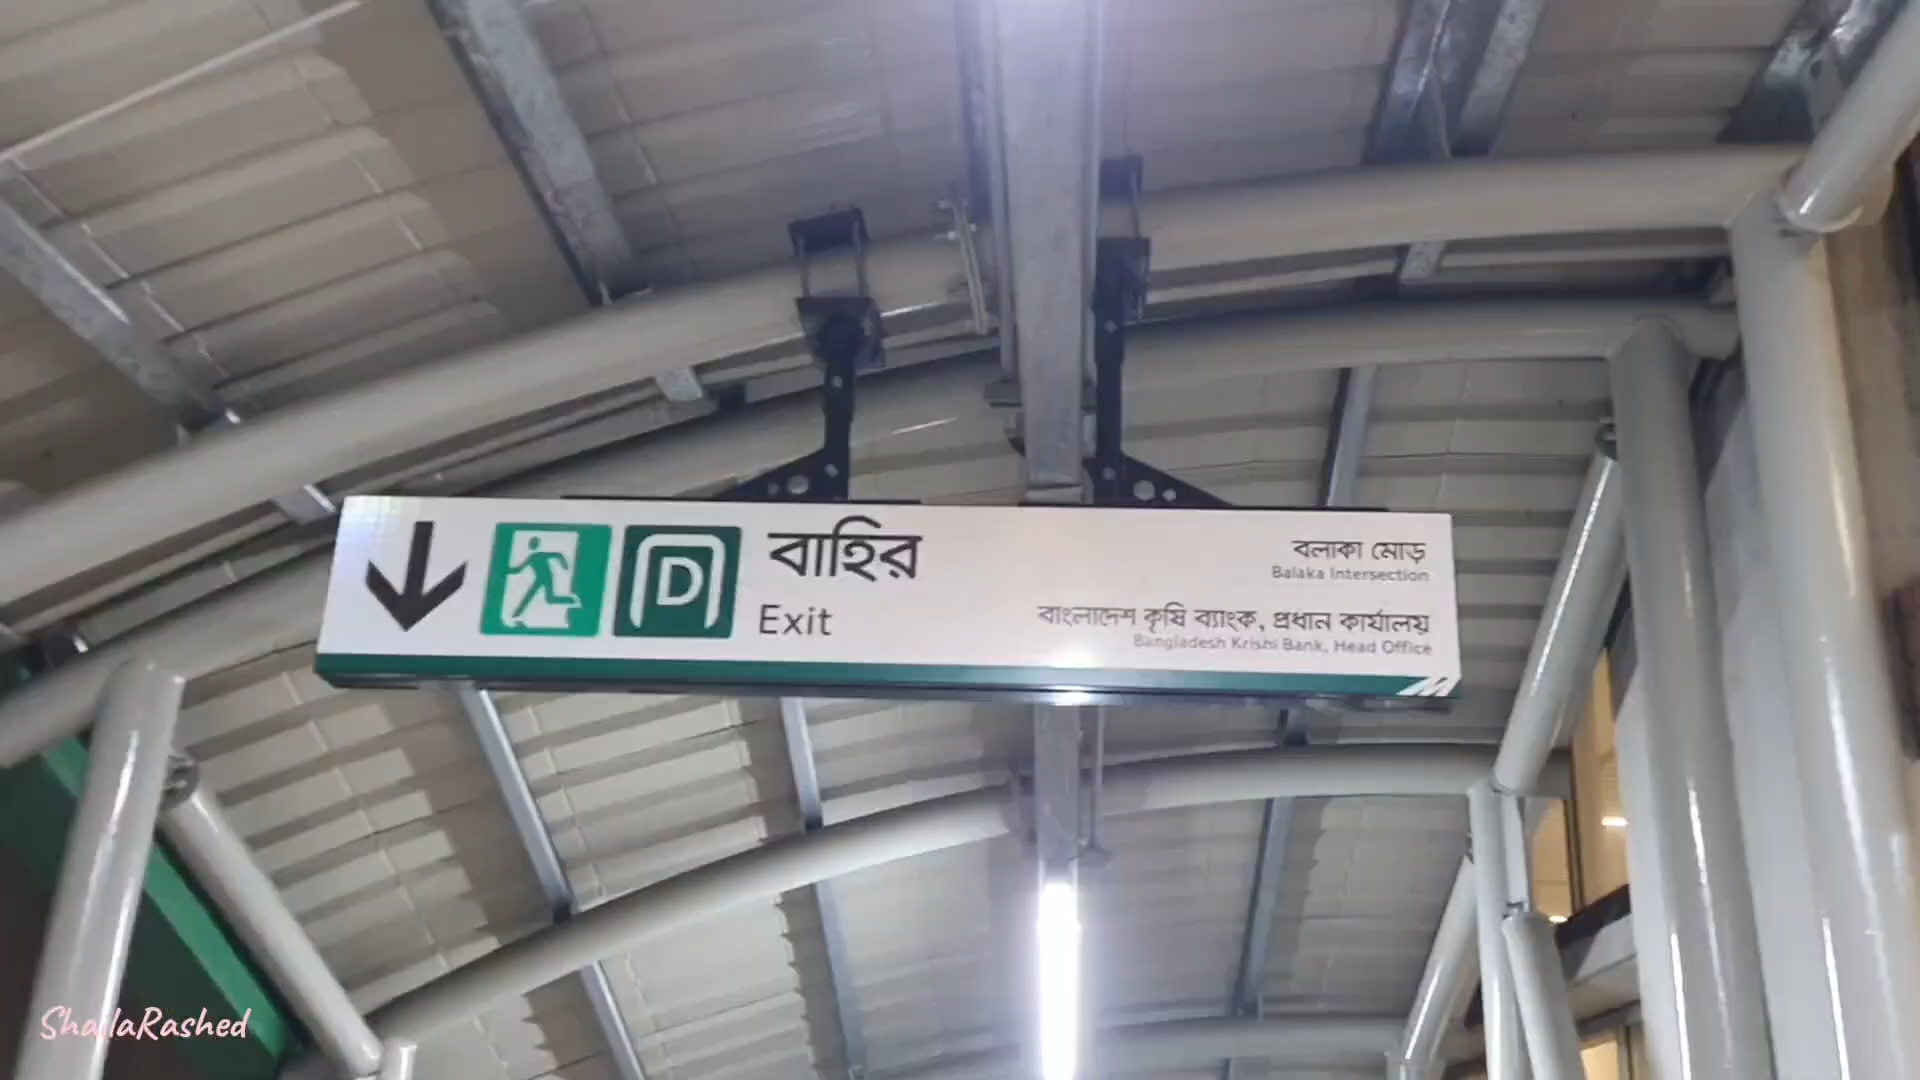 D
বাহির
Exit
বলাকা মোড়
Balaka Intersection
বাংলাদেশ কৃষি ব্যাংক, প্রধান কার্যালয়
Bangladesh Krishi Bank, Head Office
ShailaRashed